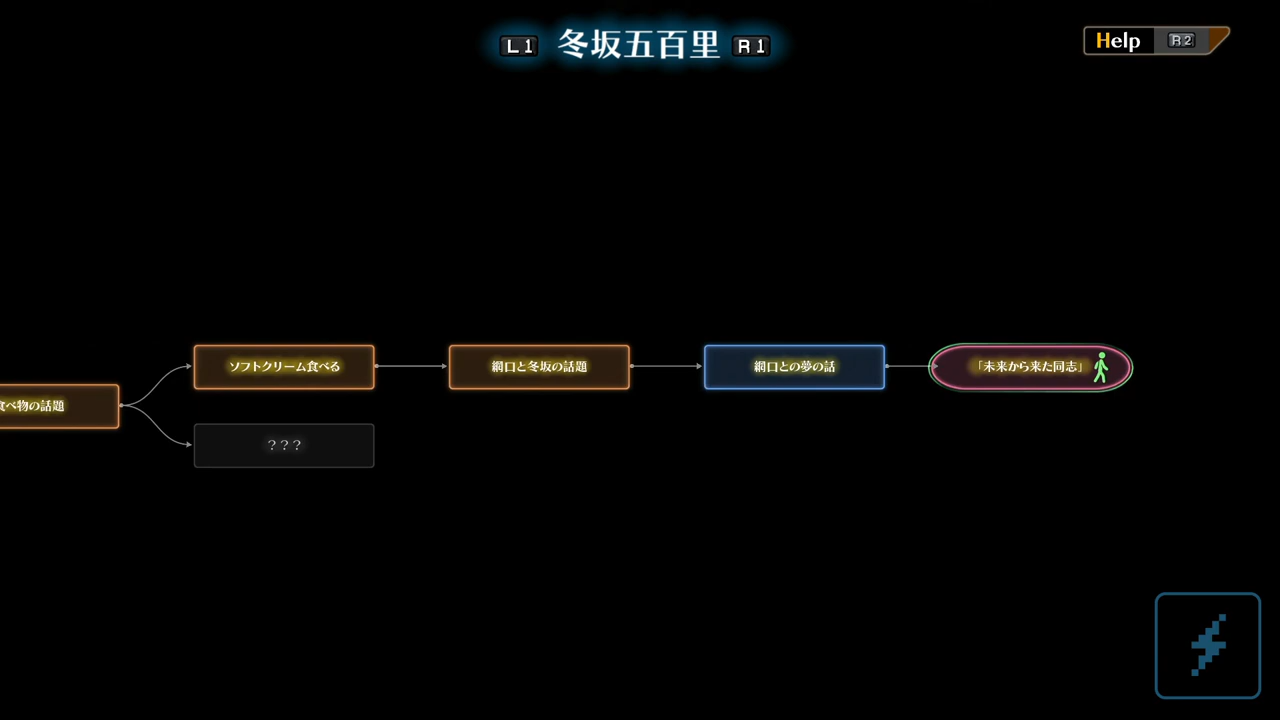 L1 冬坂五百里 R1
Help R2
ソフトクリーム食べる
網口と冬坂の話題
網口との夢の話
「未来から来た同志」
食べ物の話題
？？？